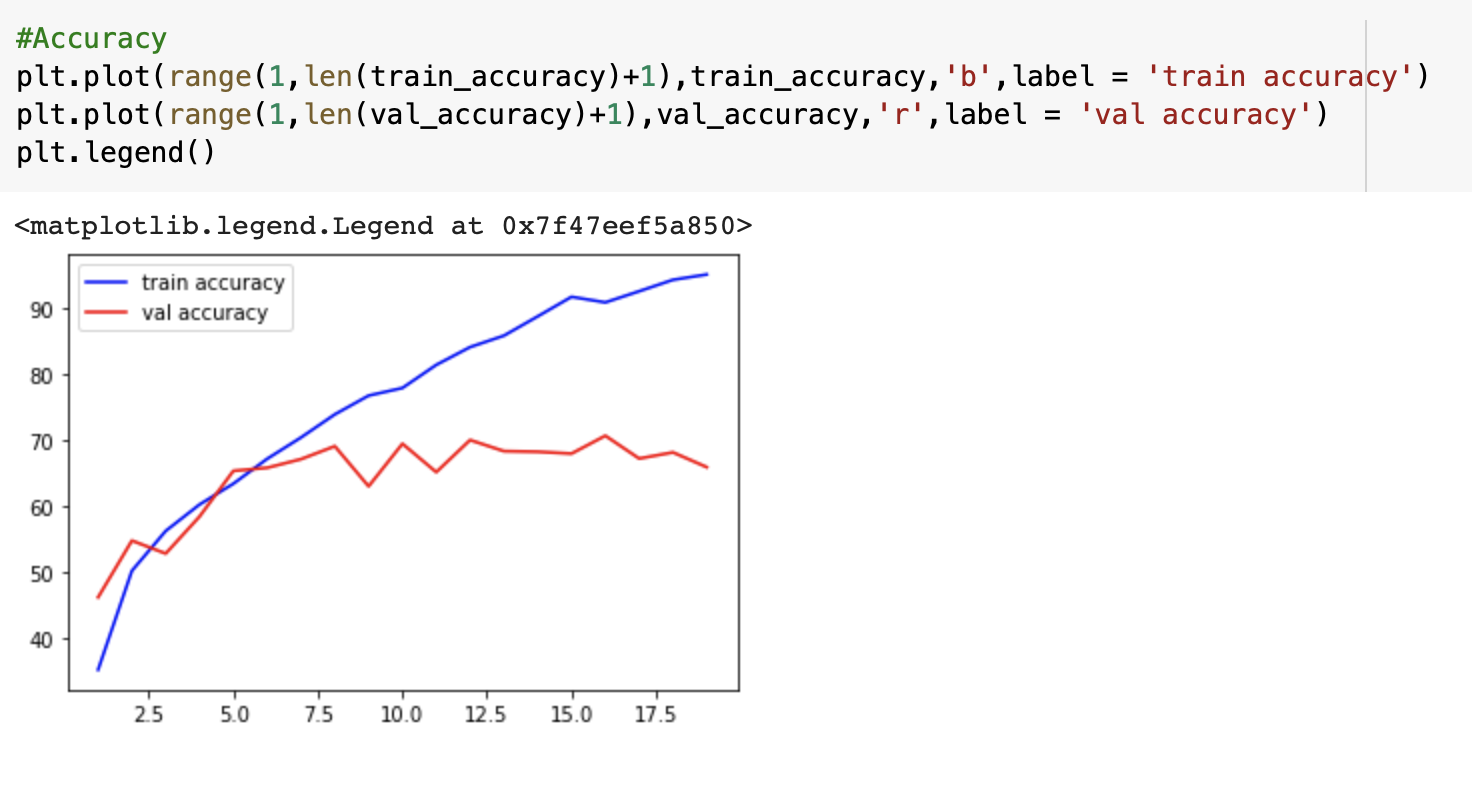 #Accuracy
plt.plot(range(1,len(train_accuracy)+1),train_accuracy,'b',label = 'train accuracy')
plt.plot(range(1,len(val_accuracy)+1),val_accuracy,'r',label = 'val accuracy')
plt.legend()
<matplotlib.legend.Legend at 0x7f47eef5a850>
train accuracy
val accuracy
90
80
70
60
50
40
2.5 5.0 7.5 10.0 12.5 15.0 17.5